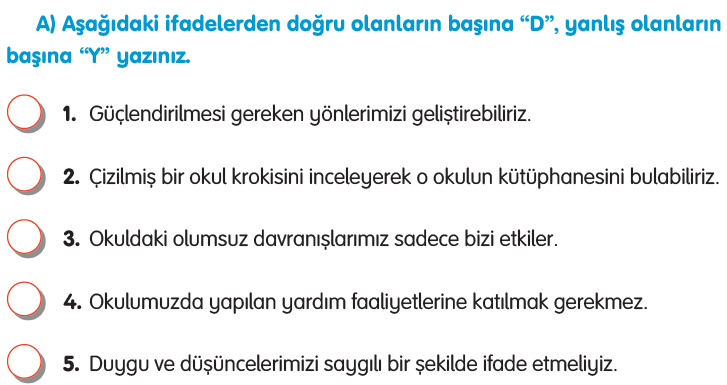 A) Aşağıdaki ifadelerden doğru olanların başına “D”, yanlış olanların
başına “Y” yazınız.
1. Güçlendirilmesi gereken yönlerimizi geliştirebiliriz.
2. Çizilmiş bir okul krokisini inceleyerek o okulun kütüphanesini bulabiliriz.
3. Okuldaki olumsuz davranışlarımız sadece bizi etkiler.
4. Okulumuzda yapılan yardım faaliyetlerine katılmak gerekmez.
5. Duygu ve düşüncelerimizi saygılı bir şekilde ifade etmeliyiz.